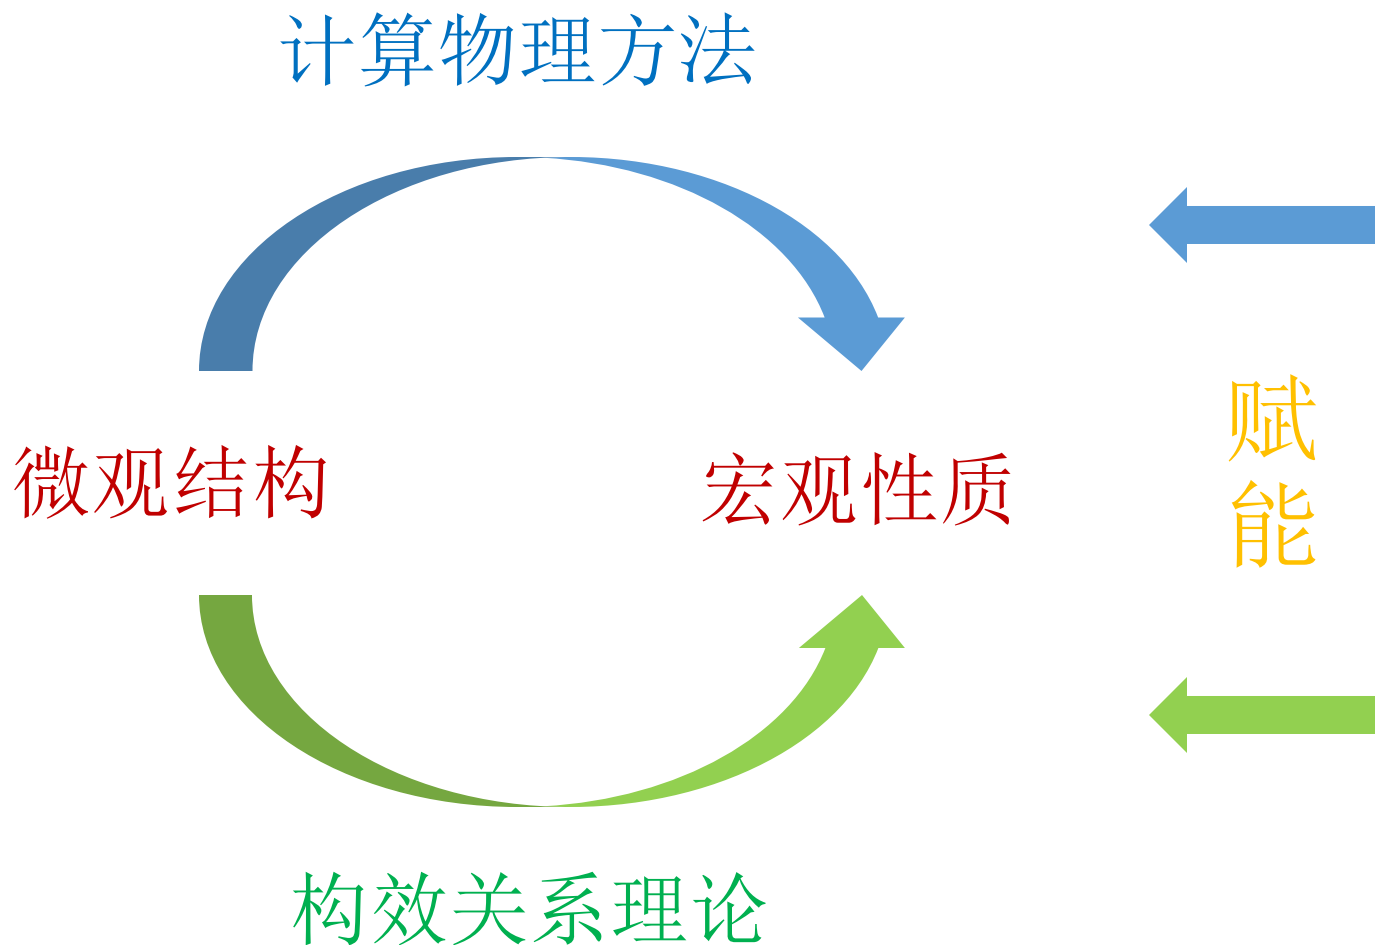 计算物理方法
微观结构
宏观性质
赋
能
构效关系理论